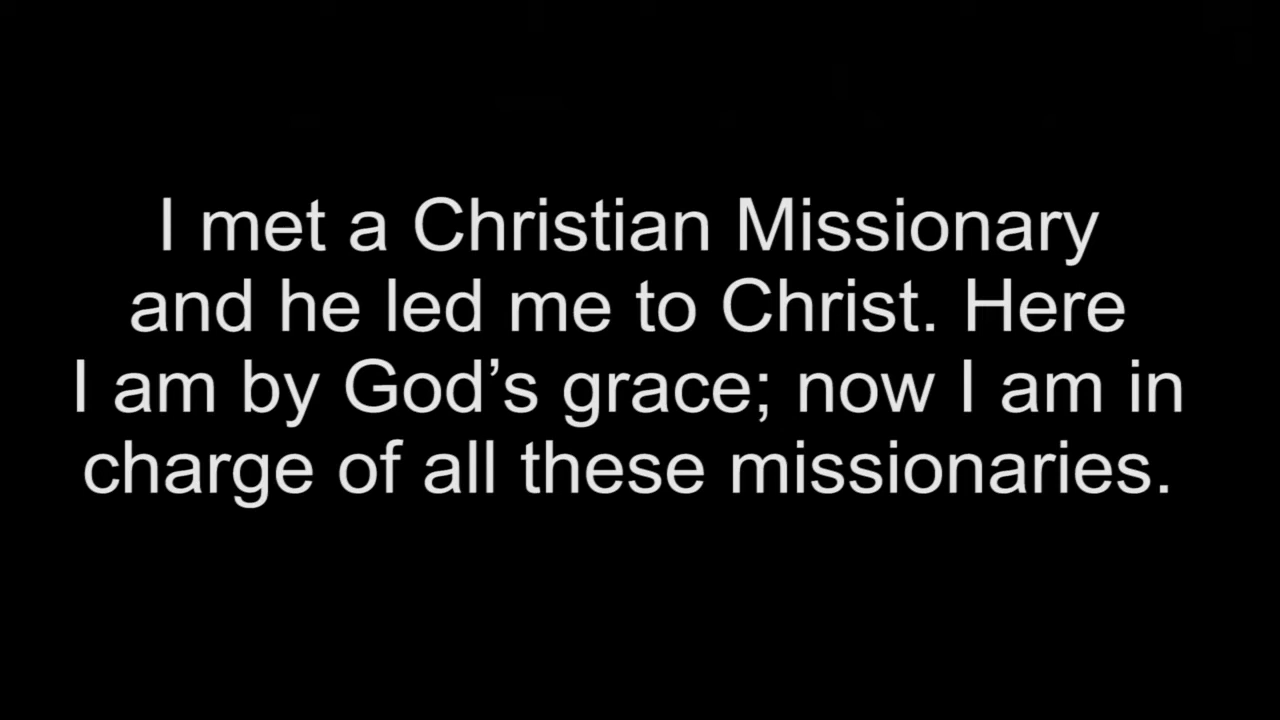 I met a Christian Missionary
and he led me to Christ. Here
I am by God’s grace; now I am in
charge of all these missionaries.